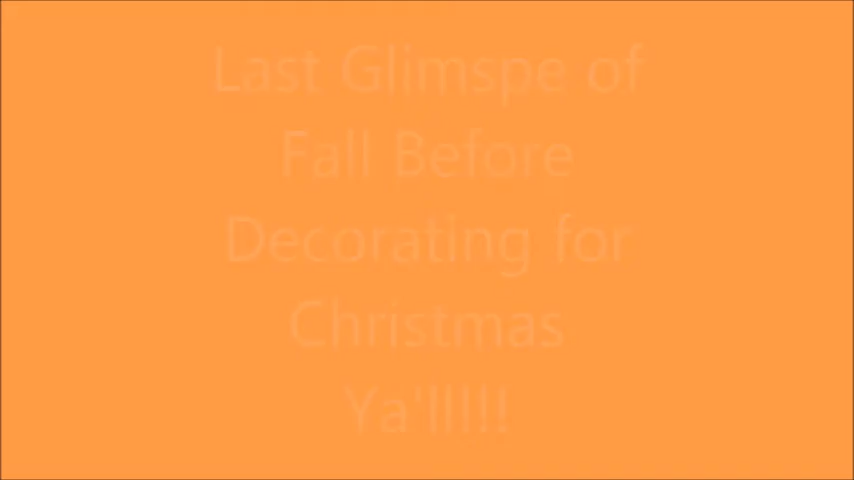 Last Glimspe of
Fall Before
Decorating for
Christmas
Ya'll!!!!